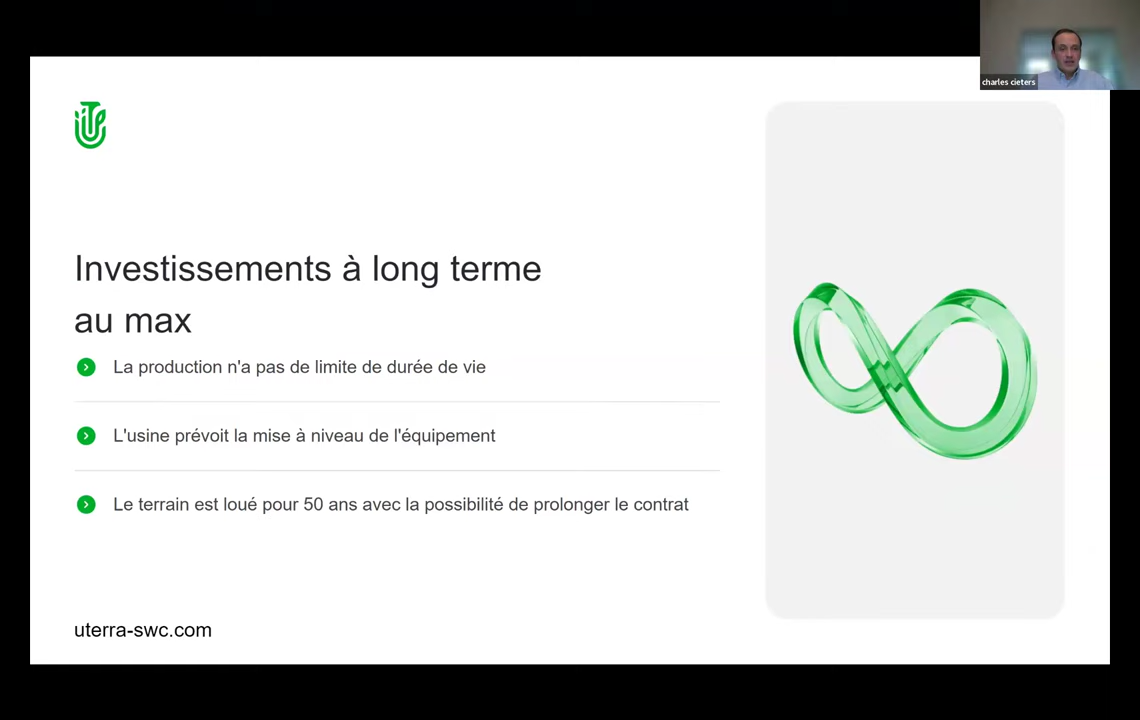 charles cieters
Investissements à long terme
au max
La production n'a pas de limite de durée de vie
L'usine prévoit la mise à niveau de l'équipement
Le terrain est loué pour 50 ans avec la possibilité de prolonger le contrat
uterra-swc.com